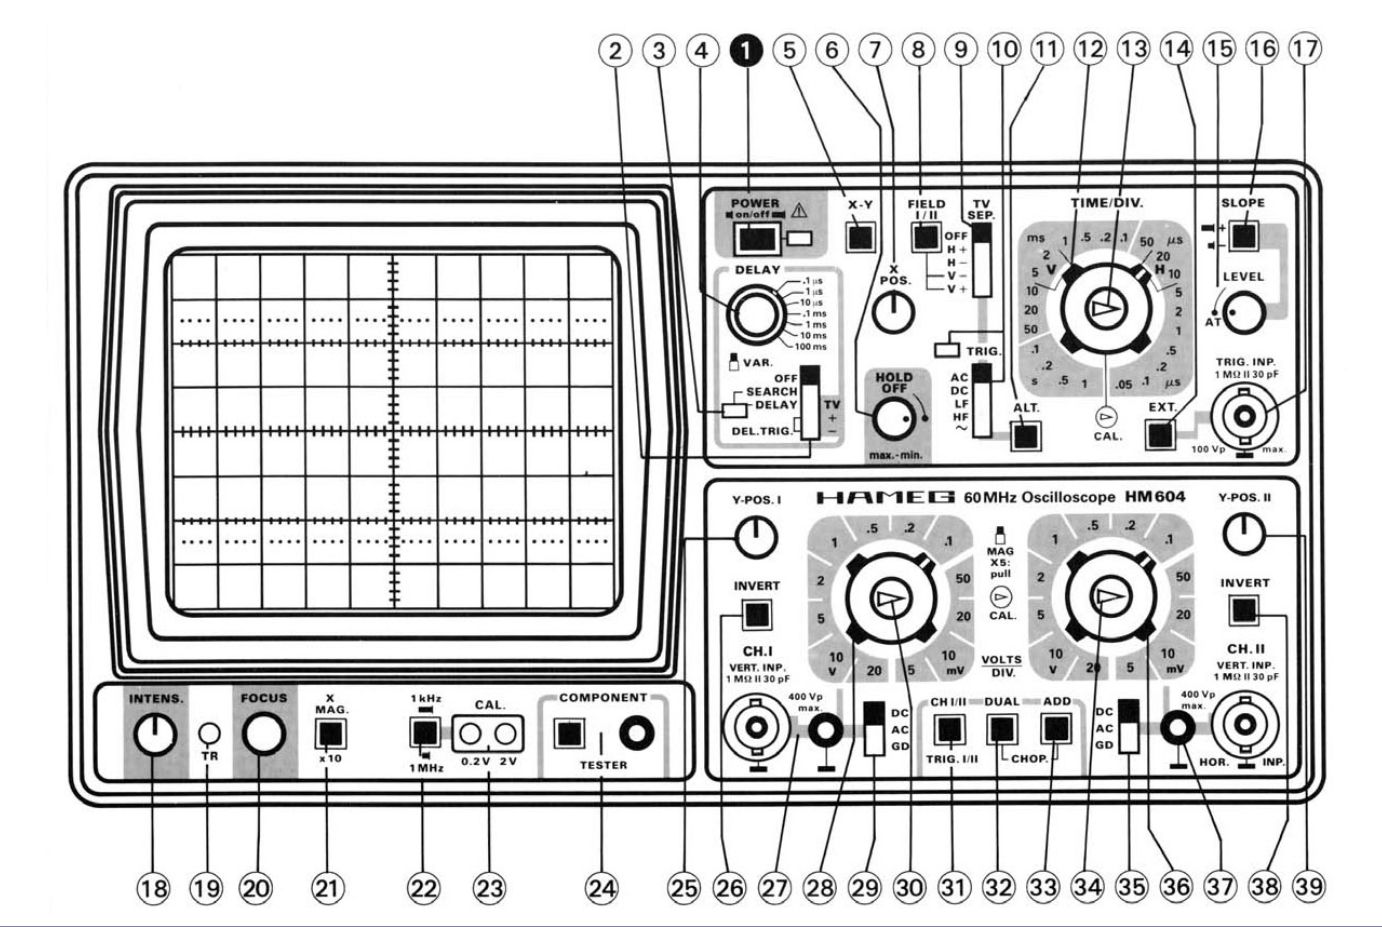 2 3 4 1 5 6 7 8 9 10 11 12 13 14 15 16 17
POWER
on/off
X-Y
FIELD
I/II
TV
SEP.
OFF
H+
H−
V−
V+
TIME/DIV.
ms 1 .5 .2 .1 50 µs
2 20
5 V H 10
10 5
20 2
50 1
.1 .5
.2 .2
s .5 1 .05 .1 µs
CAL.
SLOPE
+
−
LEVEL
AT
DELAY
.1 µs
1 µs
10 µs
.1 ms
1 ms
10 ms
100 ms
VAR.
OFF
SEARCH
DELAY
DEL.TRIG.
TV
+
−
X
POS.
HOLD
OFF
max.-min.
TRIG.
AC
DC
LF
HF
~
ALT.
EXT.
TRIG. INP.
1 MΩ II 30 pF
100 Vp max.
HAMEG 60MHz Oscilloscope HM604
Y-POS. I
INVERT
CH.I
VERT. INP.
1 MΩ II 30 pF
400 Vp
max.
.5 .2
1 .1
2 50
5 20
10 10
V 20 5 mV
MAG
X5:
pull
CAL.
VOLTS
DIV.
.5 .2
1 .1
2 50
5 20
10 10
V 20 5 mV
Y-POS. II
INVERT
CH.II
VERT. INP.
1 MΩ II 30 pF
400 Vp
max.
HOR. INP.
DC
AC
GD
CH I/II DUAL ADD
TRIG. I/II CHOP.
DC
AC
GD
INTENS.
TR
FOCUS
X
MAG.
x10
1 kHz
1 MHz
CAL.
0.2 V 2 V
COMPONENT
TESTER
18 19 20 21 22 23 24 25 26 27 28 29 30 31 32 33 34 35 36 37 38 39